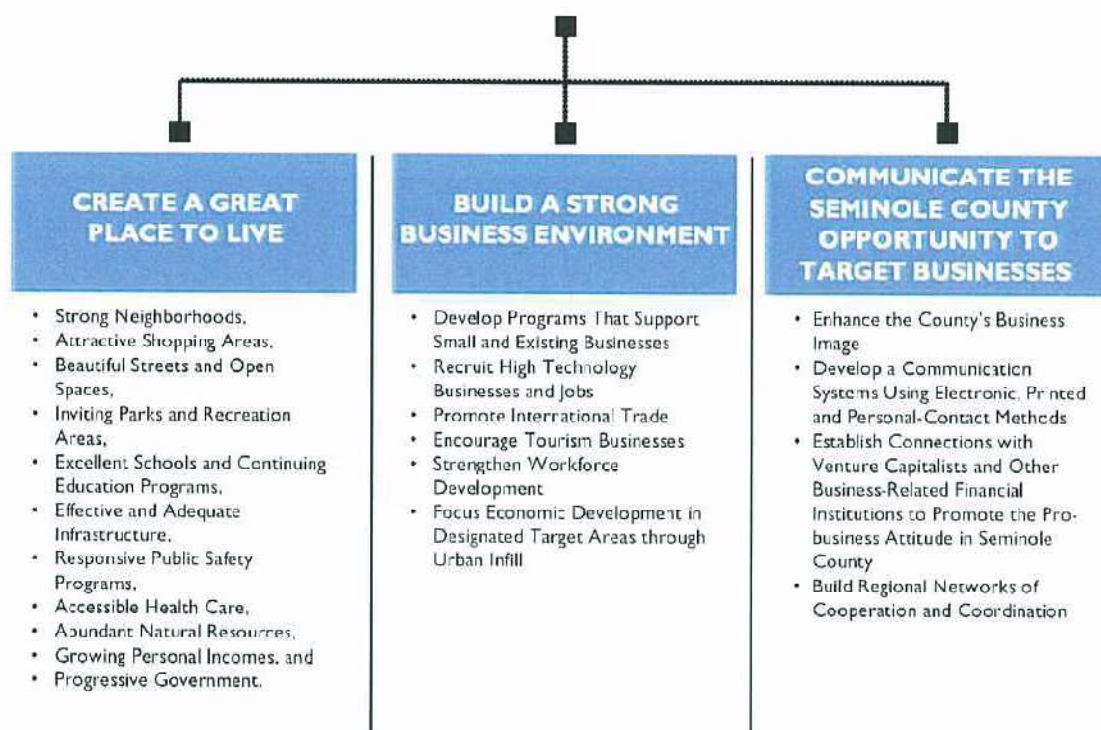 CREATE A GREAT
PLACE TO LIVE
• Strong Neighborhoods,
• Attractive Shopping Areas,
• Beautiful Streets and Open
Spaces,
• Inviting Parks and Recreation
Areas,
• Excellent Schools and Continuing
Education Programs,
• Effective and Adequate
Infrastructure,
• Responsive Public Safety
Programs,
• Accessible Health Care,
• Abundant Natural Resources,
• Growing Personal Incomes, and
• Progressive Government.
BUILD A STRONG
BUSINESS ENVIRONMENT
• Develop Programs That Support
Small and Existing Businesses
• Recruit High Technology
Businesses and Jobs
• Promote International Trade
• Encourage Tourism Businesses
• Strengthen Workforce
Development
• Focus Economic Development in
Designated Target Areas through
Urban Infill
COMMUNICATE THE
SEMINOLE COUNTY
OPPORTUNITY TO
TARGET BUSINESSES
• Enhance the County's Business
Image
• Develop a Communication
Systems Using Electronic, Printed
and Personal-Contact Methods
• Establish Connections with
Venture Capitalists and Other
Business-Related Financial
Institutions to Promote the Pro-
business Attitude in Seminole
County
• Build Regional Networks of
Cooperation and Coordination